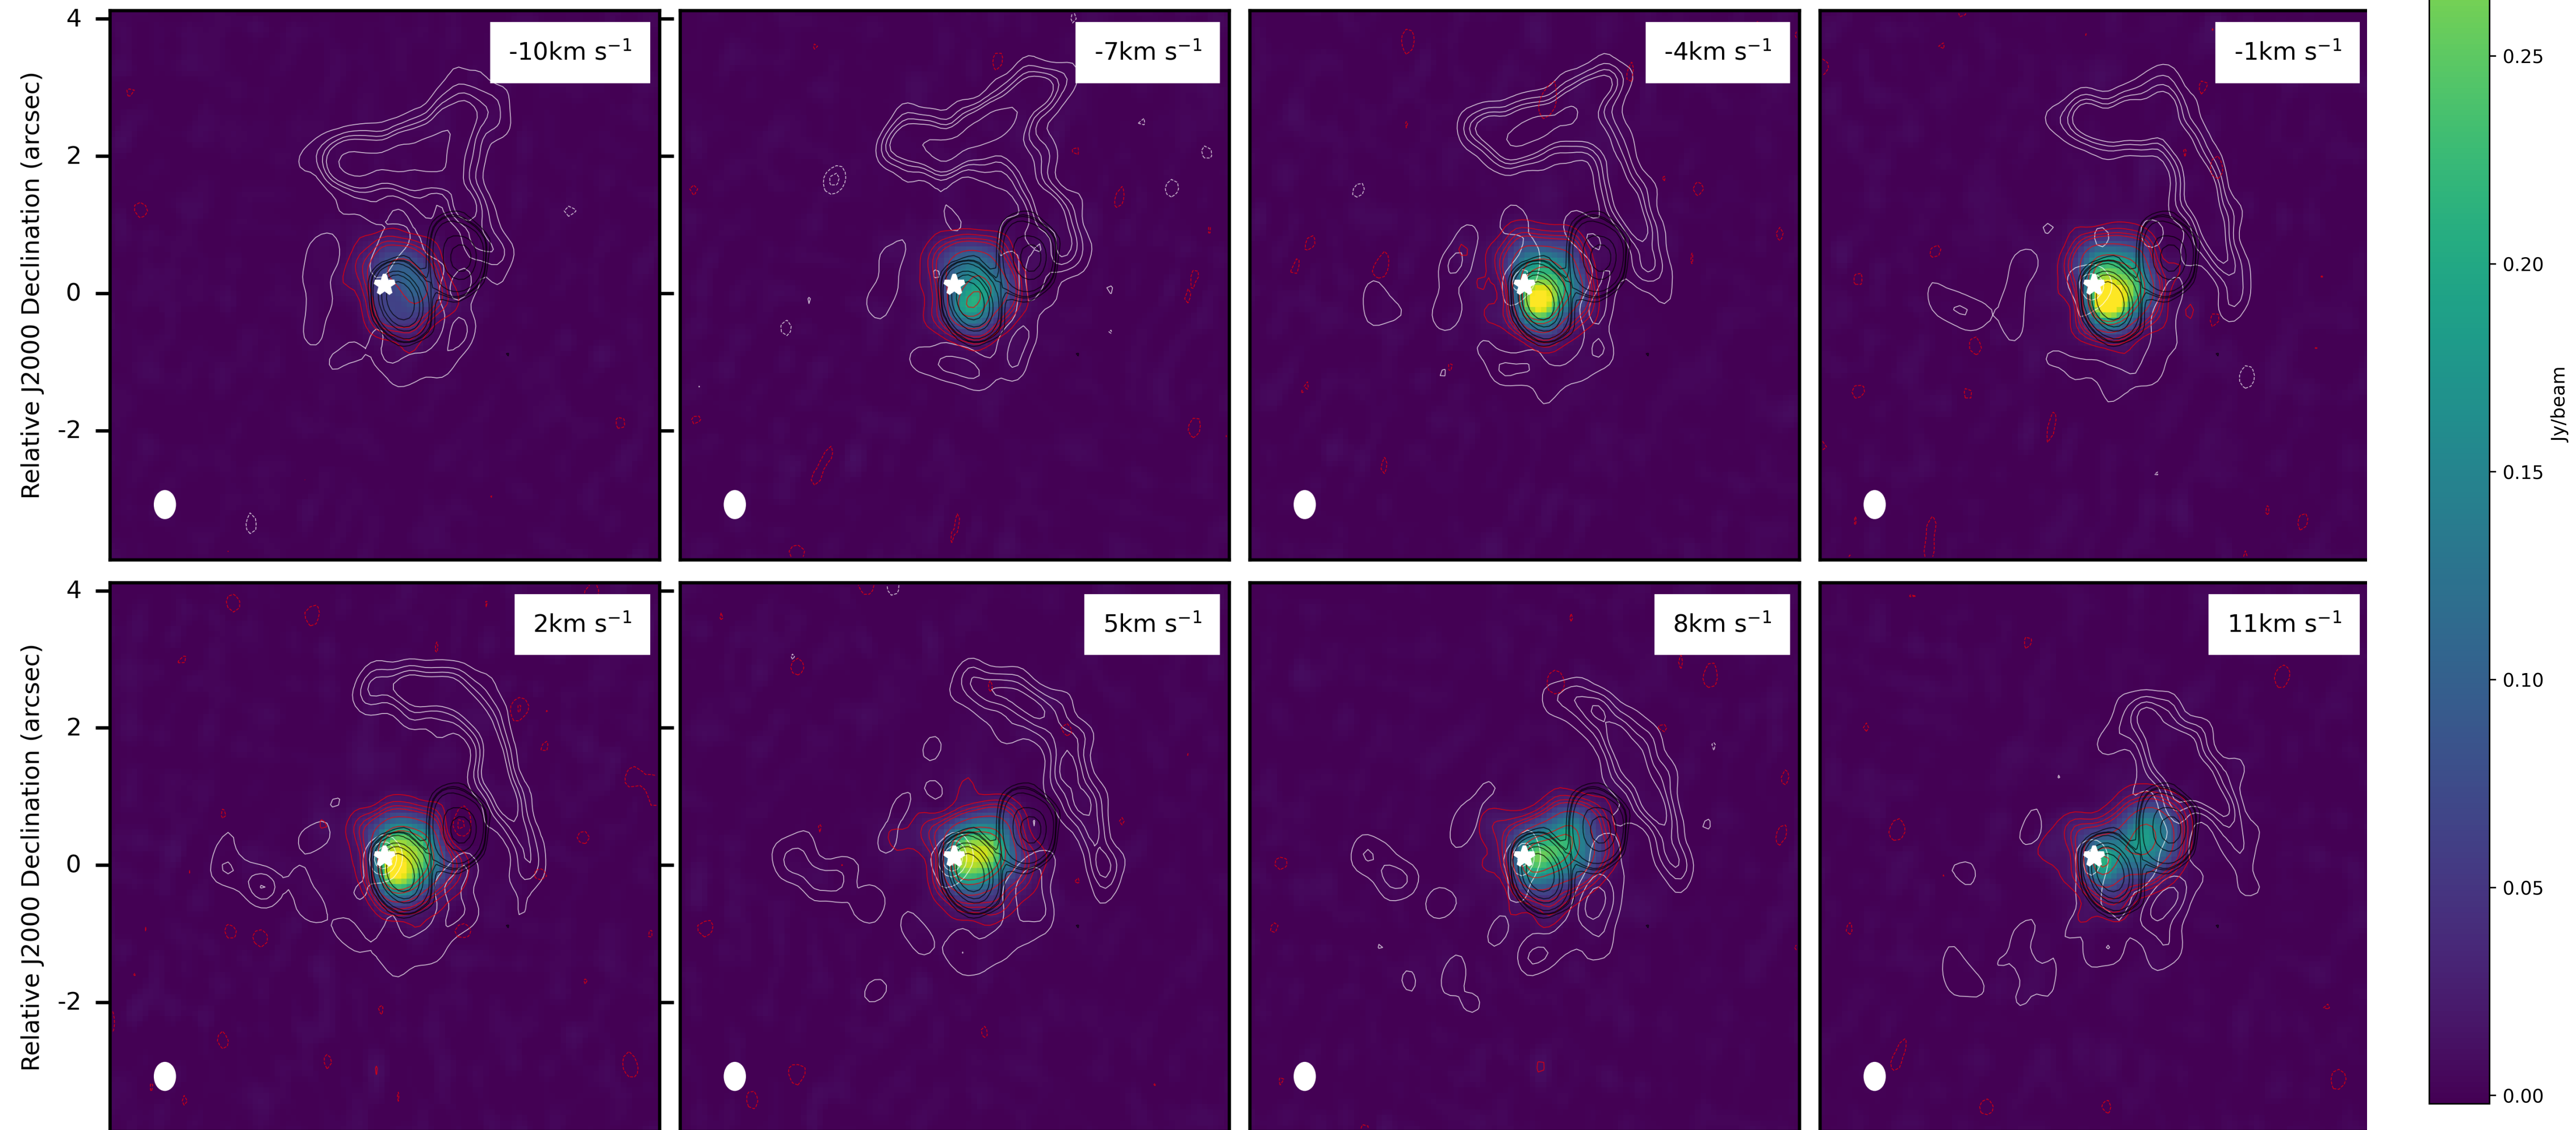 4
2
0
-2
Relative J2000 Declination (arcsec)
-10km s⁻¹
-7km s⁻¹
-4km s⁻¹
-1km s⁻¹
4
2
0
-2
Relative J2000 Declination (arcsec)
2km s⁻¹
5km s⁻¹
8km s⁻¹
11km s⁻¹
0.25
0.20
0.15
0.10
0.05
0.00
Jy/beam